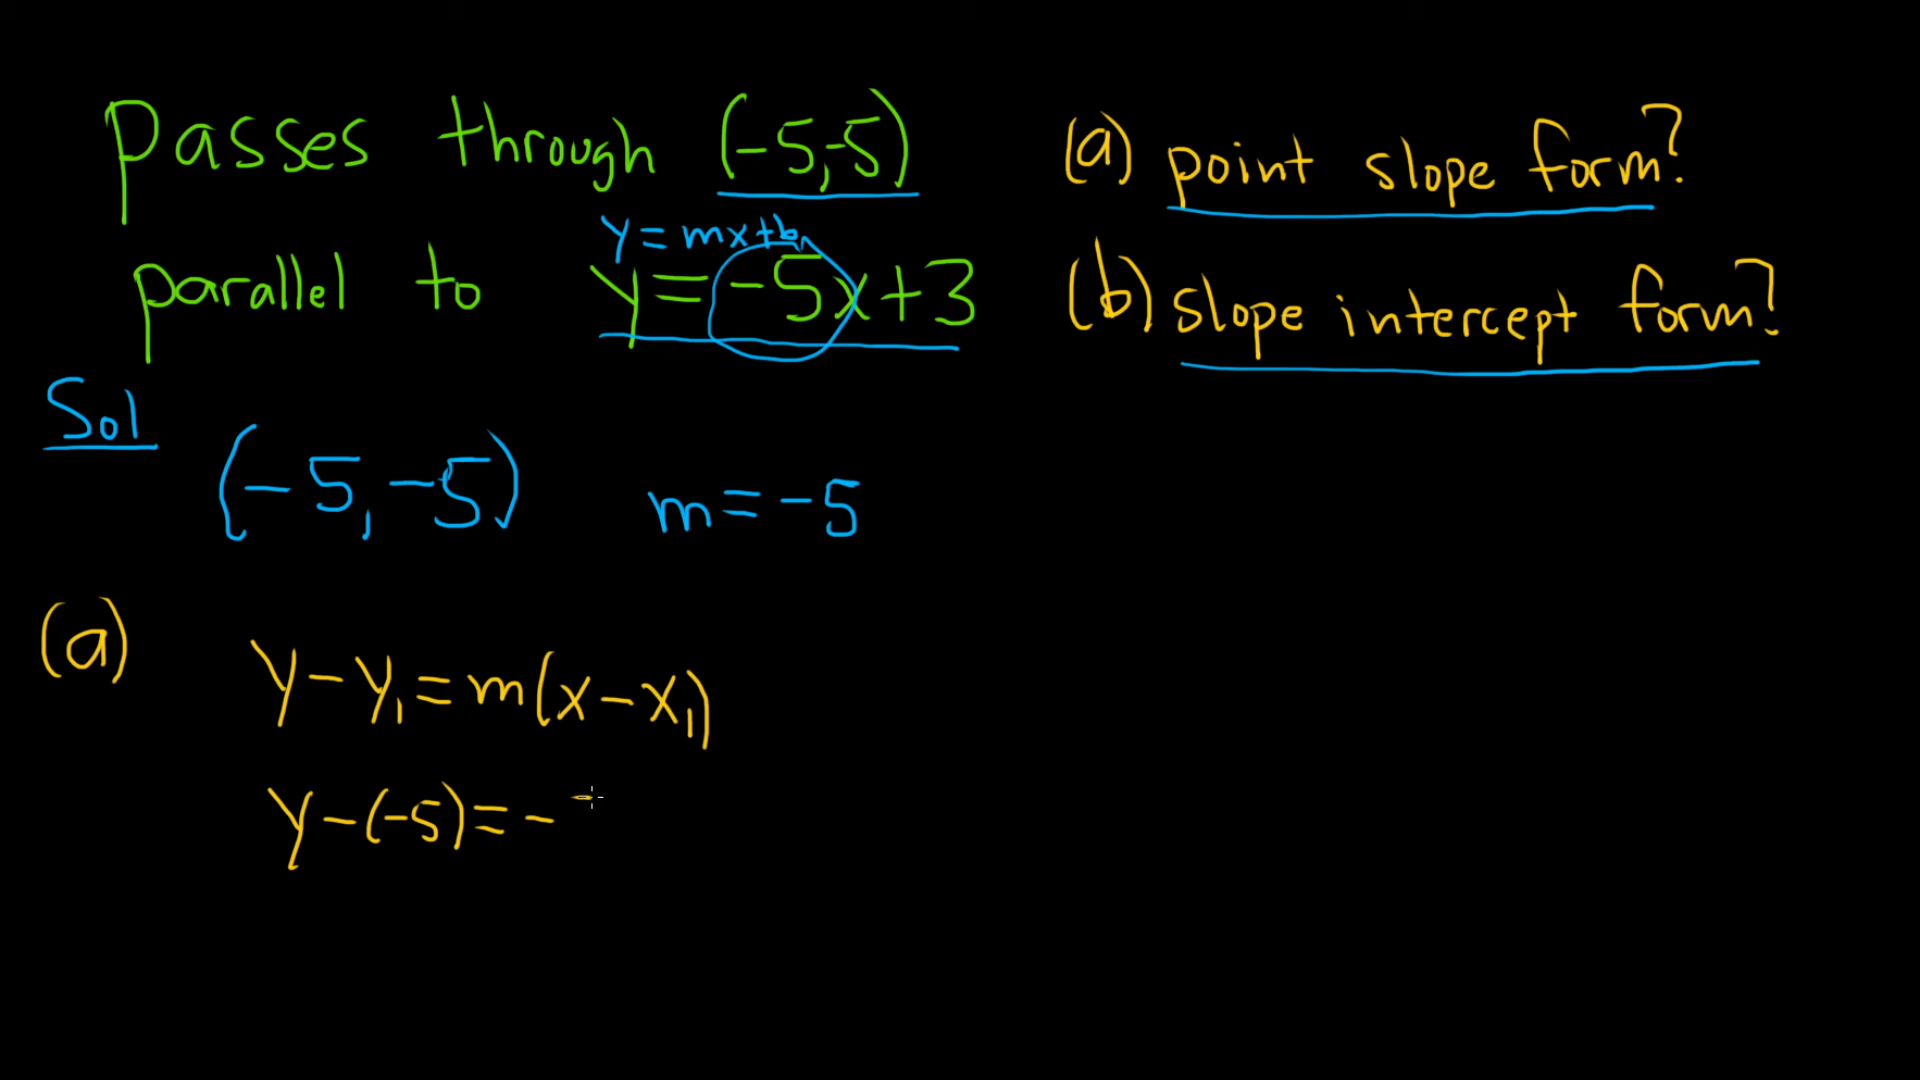 Passes through (-5,-5)
y=mx+b
parallel to y=-5x+3
(a) point slope form?
(b) slope intercept form?
Sol
(-5,-5) m=-5
(a) y-y₁=m(x-x₁)
y-(-5)=-